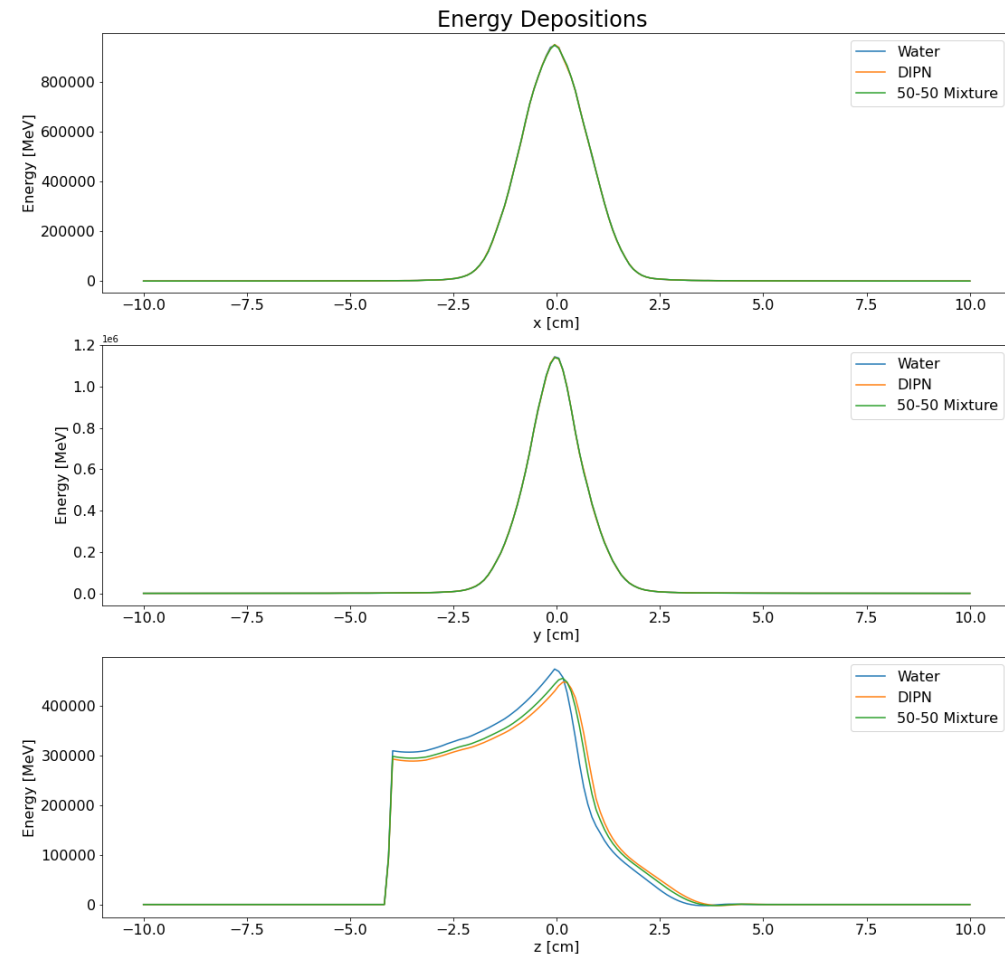 Energy Depositions
Water
DIPN
50-50 Mixture
800000
600000
400000
200000
0
Energy [MeV]
−10.0 −7.5 −5.0 −2.5 0.0 2.5 5.0 7.5 10.0
x [cm]
1e6
Water
DIPN
50-50 Mixture
1.2
1.0
0.8
0.6
0.4
0.2
0.0
Energy [MeV]
−10.0 −7.5 −5.0 −2.5 0.0 2.5 5.0 7.5 10.0
y [cm]
Water
DIPN
50-50 Mixture
400000
300000
200000
100000
0
Energy [MeV]
−10.0 −7.5 −5.0 −2.5 0.0 2.5 5.0 7.5 10.0
z [cm]